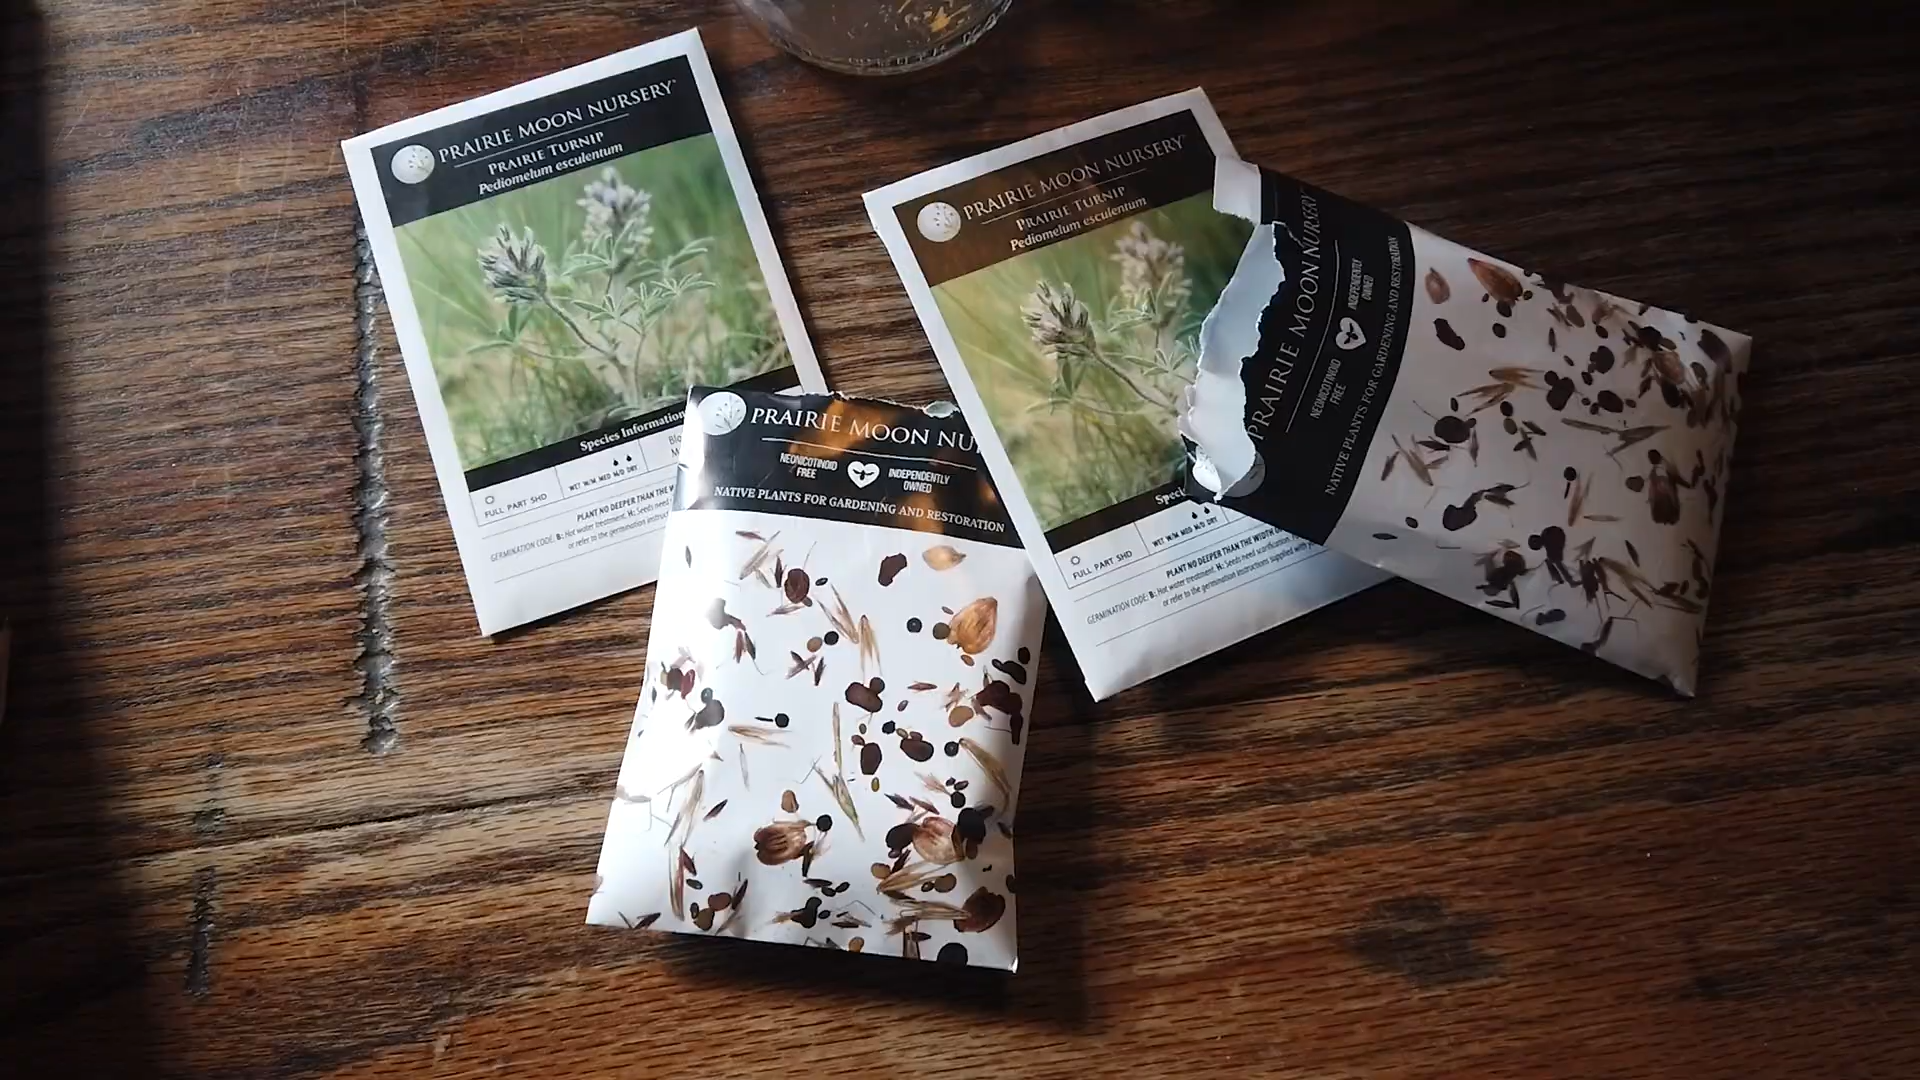 PRAIRIE MOON NURSERY
PRAIRIE TURNIP
Pediomelum esculentum
Species Information
FULL PART SHD
WET W/M MED M/D DRY
Blo
M
PLANT NO DEEPER THAN THE W
GERMINATION CODE: B: Hot water treatment. H: Seeds need
or refer to the germination instruc
PRAIRIE MOON NU
NEONICOTINOID
FREE
INDEPENDENTLY
OWNED
NATIVE PLANTS FOR GARDENING AND RESTORATION
PRAIRIE MOON NURSERY
PRAIRIE TURNIP
Pediomelum esculentum
Spec
FULL PART SHD
WET W/M MED M/D DRY
PLANT NO DEEPER THAN THE WIDTH
GERMINATION CODE: B: Hot water treatment. H: Seeds need scarification.
or refer to the germination instructions supplied with
PRAIRIE MOON NURSERY
NEONICOTINOID
FREE
INDEPENDENTLY
OWNED
NATIVE PLANTS FOR GARDENING AND RESTORATION